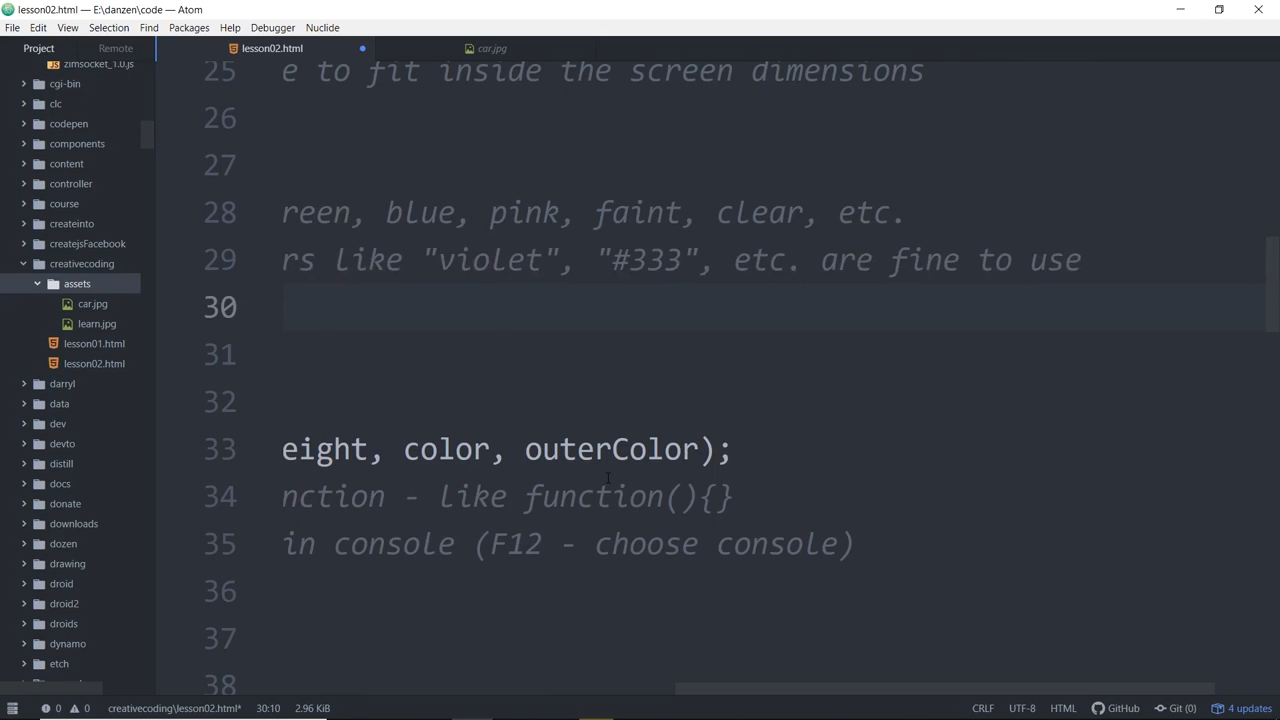 lesson02.html — E:\danzen\code — Atom
File Edit View Selection Find Packages Help Debugger Nuclide
Project Remote
lesson02.html
car.jpg
zimsocket_1.0.js
cgi-bin
clc
codepen
components
content
controller
course
createinto
createjsFacebook
creativecoding
assets
car.jpg
learn.jpg
lesson01.html
lesson02.html
darryl
data
dev
devto
distill
docs
donate
downloads
dozen
drawing
droid
droid2
droids
dynamo
etch
25 e to fit inside the screen dimensions
26
27
28 reen, blue, pink, faint, clear, etc.
29 rs like "violet", "#333", etc. are fine to use
30
31
32
33 eight, color, outerColor);
34 nction - like function(){}
35 in console (F12 - choose console)
36
37
38
0 0 creativecoding\lesson02.html* 30:10 2.96 KiB CRLF UTF-8 HTML GitHub Git (0) 4 updates